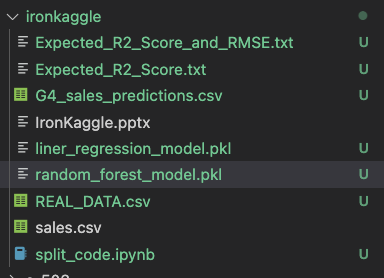 ironkaggle
Expected_R2_Score_and_RMSE.txt U
Expected_R2_Score.txt U
G4_sales_predictions.csv U
IronKaggle.pptx
liner_regression_model.pkl U
random_forest_model.pkl U
REAL_DATA.csv U
sales.csv
split_code.ipynb U